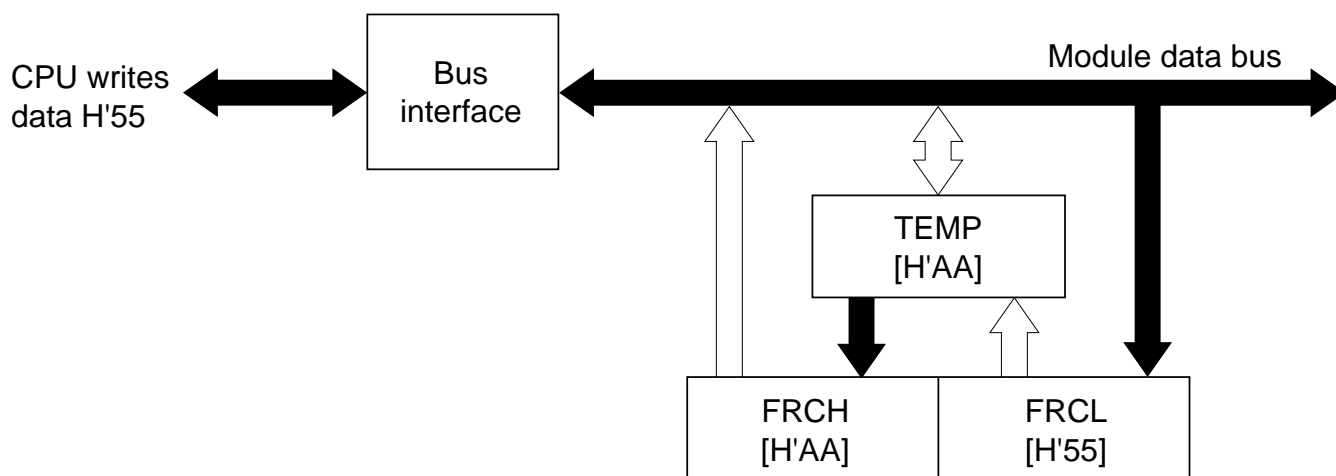 CPU writes
data H'55
Bus
interface
Module data bus
TEMP
[H'AA]
FRCH
[H'AA]
FRCL
[H'55]